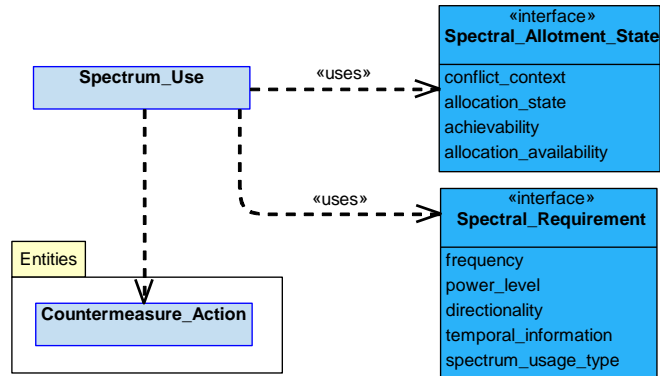 «interface»
Spectral_Allotment_State
conflict_context
allocation_state
achievability
allocation_availability
Spectrum_Use
«uses»
«uses»
«interface»
Spectral_Requirement
frequency
power_level
directionality
temporal_information
spectrum_usage_type
Entities
Countermeasure_Action